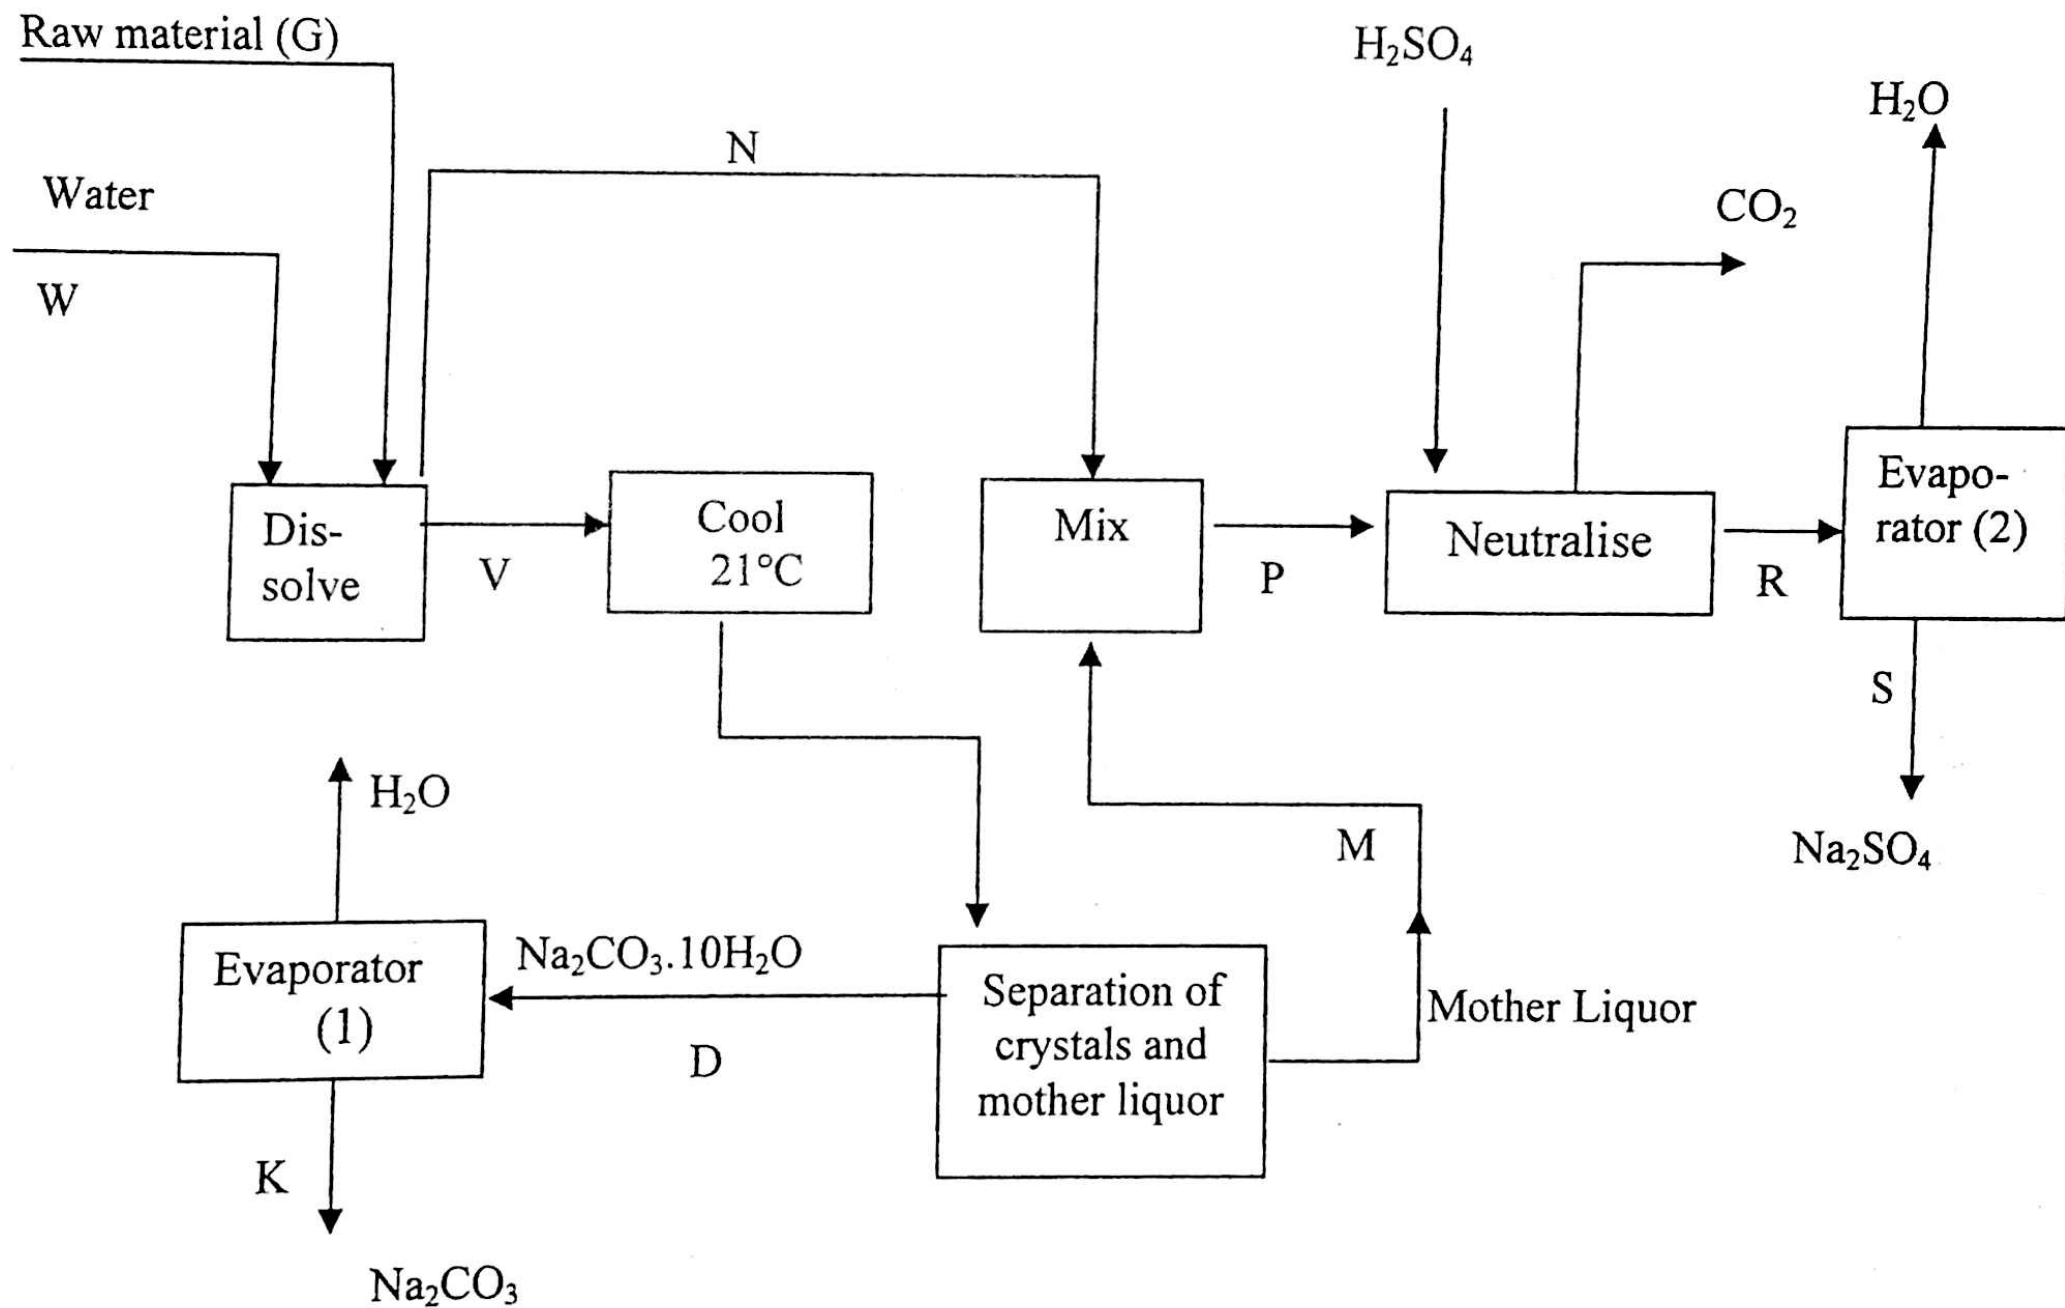 Raw material (G)
H₂SO₄
H₂O
N
Water
CO₂
W
Dis-
solve
V
Cool
21°C
Mix
P
Neutralise
R
Evapo-
rator (2)
S
Na₂SO₄
H₂O
M
Evaporator
(1)
Na₂CO₃.10H₂O
D
Separation of
crystals and
mother liquor
Mother Liquor
K
Na₂CO₃